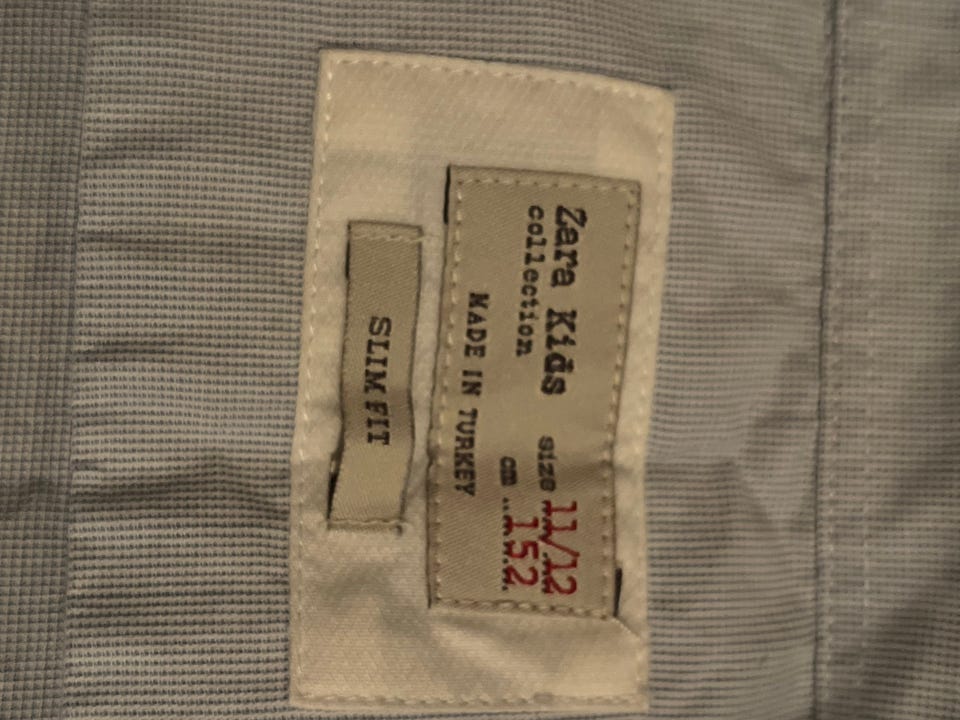 Zara Kids size 11/12
collection cm 152
MADE IN TURKEY
SLIM FIT